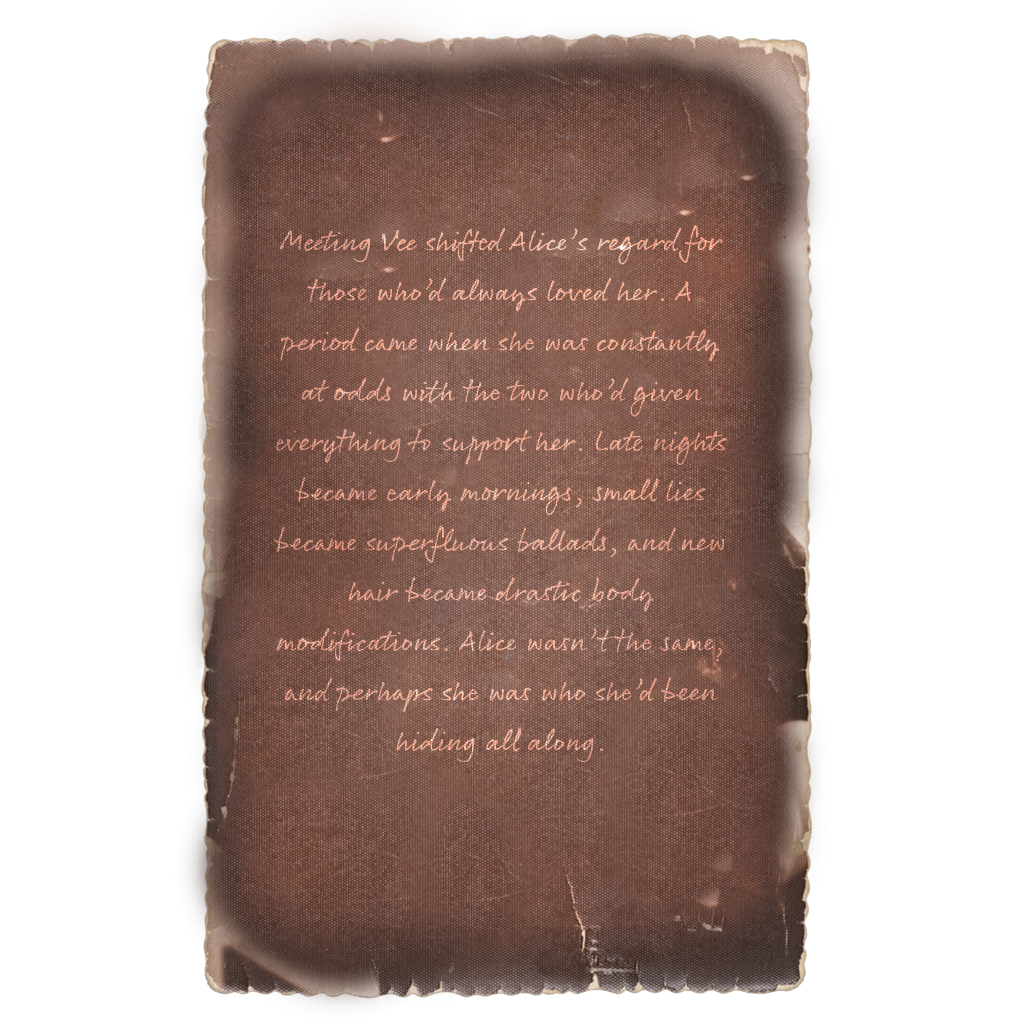 Meeting Vee shifted Alice's regard for
those who'd always loved her. A
period came when she was constantly
at odds with the two who'd given
everything to support her. Late nights
became early mornings, small lies
became superfluous ballads, and new
hair became drastic body
modifications. Alice wasn't the same,
and perhaps she was who she'd been
hiding all along.